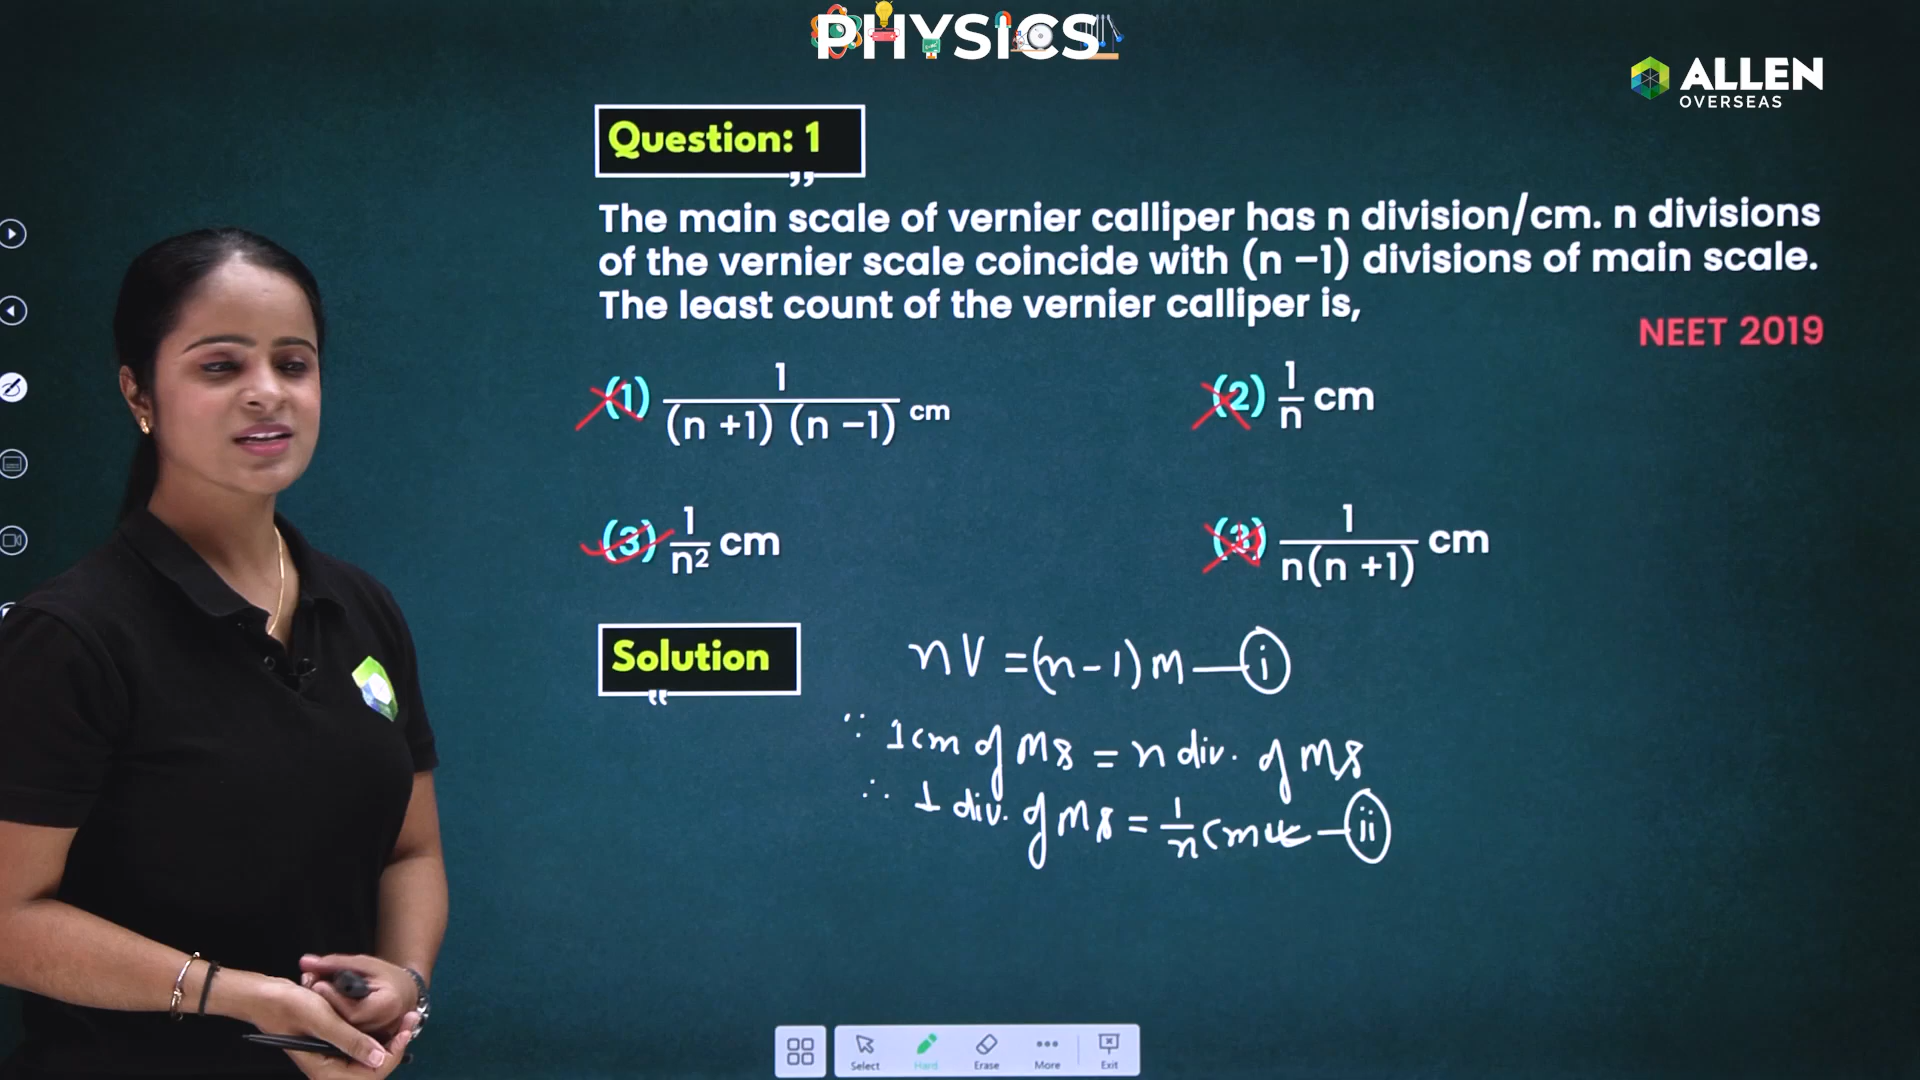 PHYSICS
ALLEN
OVERSEAS
Question: 1
”
The main scale of vernier calliper has n division/cm. n divisions
of the vernier scale coincide with (n –1) divisions of main scale.
The least count of the vernier calliper is,
NEET 2019
(1) 1/((n +1) (n –1)) cm
(2) 1/n cm
(3) 1/n² cm
(3) 1/(n(n +1)) cm
Solution
“
nV = (n-1)M — (i)
∵ 1cm of MS = n div. of MS
∴ 1 div. of MS = 1/n cm — (ii)
Select
Hard
Erase
More
Exit